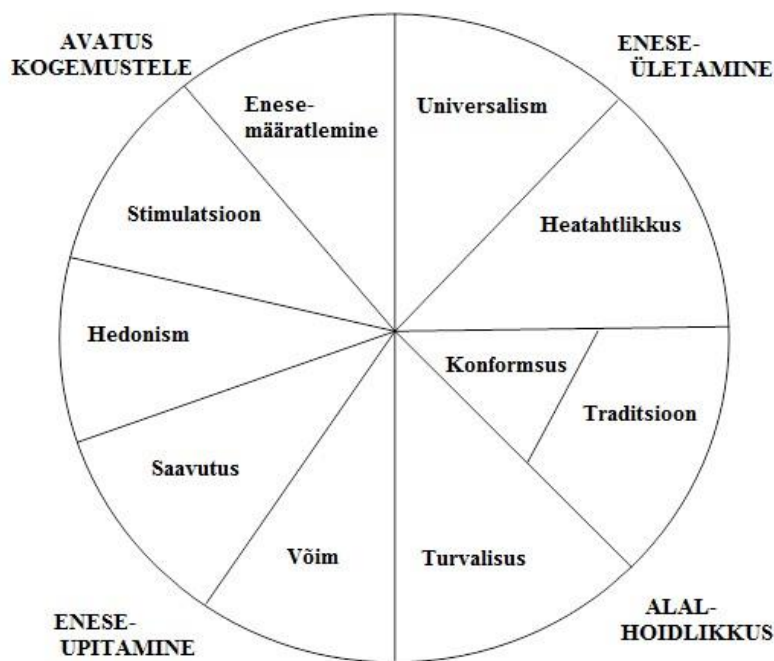 AVATUS
KOGEMUSTELE
ENESE-
ÜLETAMINE
Enese-
määratlemine
Universalism
Stimulatsioon
Heatahtlikkus
Hedonism
Konformsus
Traditsioon
Saavutus
Võim
Turvalisus
ENESE-
UPITAMINE
ALAL-
HOIDLIKKUS